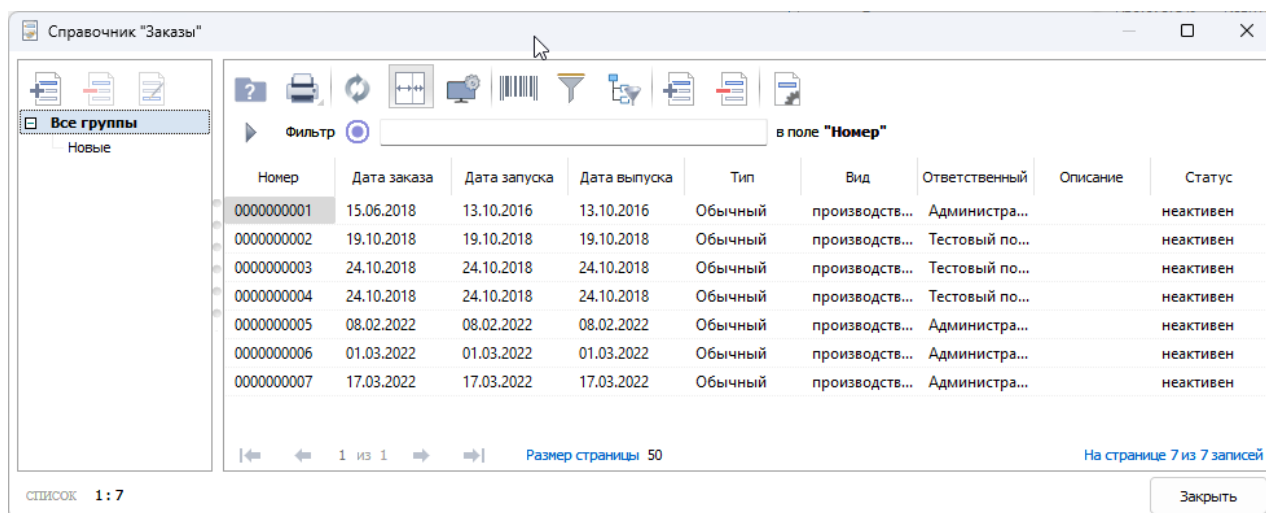 Справочник "Заказы"
Все группы
Новые
Фильтр в поле "Номер"
Номер Дата заказа Дата запуска Дата выпуска Тип Вид Ответственный Описание Статус
0000000001 15.06.2018 13.10.2016 13.10.2016 Обычный производств... Администра... неактивен
0000000002 19.10.2018 19.10.2018 19.10.2018 Обычный производств... Тестовый по... неактивен
0000000003 24.10.2018 24.10.2018 24.10.2018 Обычный производств... Тестовый по... неактивен
0000000004 24.10.2018 24.10.2018 24.10.2018 Обычный производств... Тестовый по... неактивен
0000000005 08.02.2022 08.02.2022 08.02.2022 Обычный производств... Администра... неактивен
0000000006 01.03.2022 01.03.2022 01.03.2022 Обычный производств... Администра... неактивен
0000000007 17.03.2022 17.03.2022 17.03.2022 Обычный производств... Администра... неактивен
1 из 1 Размер страницы 50 На странице 7 из 7 записей
список 1:7 Закрыть